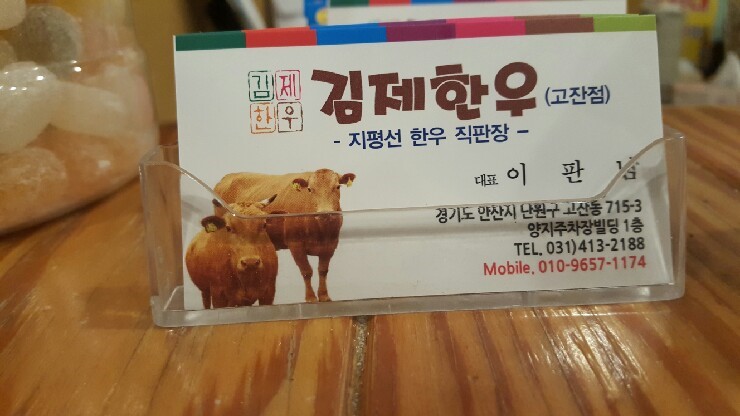 김제
한우
김제한우 (고잔점)
- 지평선 한우 직판장 -
대표 이 판
경기도 안산시 단원구 고잔동 715-3
양지주차장빌딩 1층
TEL. 031)413-2188
Mobile. 010-9657-1174